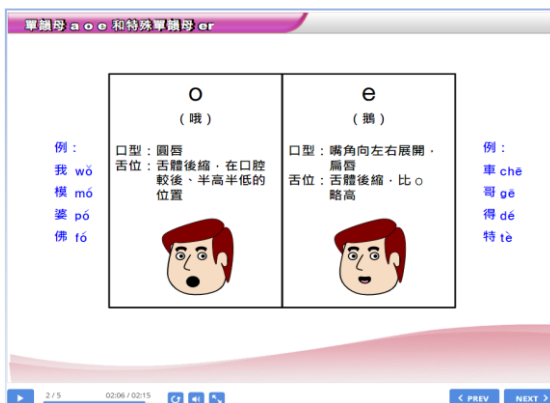 單韻母 a o e 和特殊單韻母 er
例：
我 wǒ
模 mó
婆 pó
佛 fó
o
（哦）
口型：圓唇
舌位：舌體後縮，在口腔
較後、半高半低的
位置
e
（鵝）
口型：嘴角向左右展開，
扁唇
舌位：舌體後縮，比 o
略高
例：
車 chē
哥 gē
得 dé
特 tè
2 / 5
02:06 / 02:15
PREV
NEXT